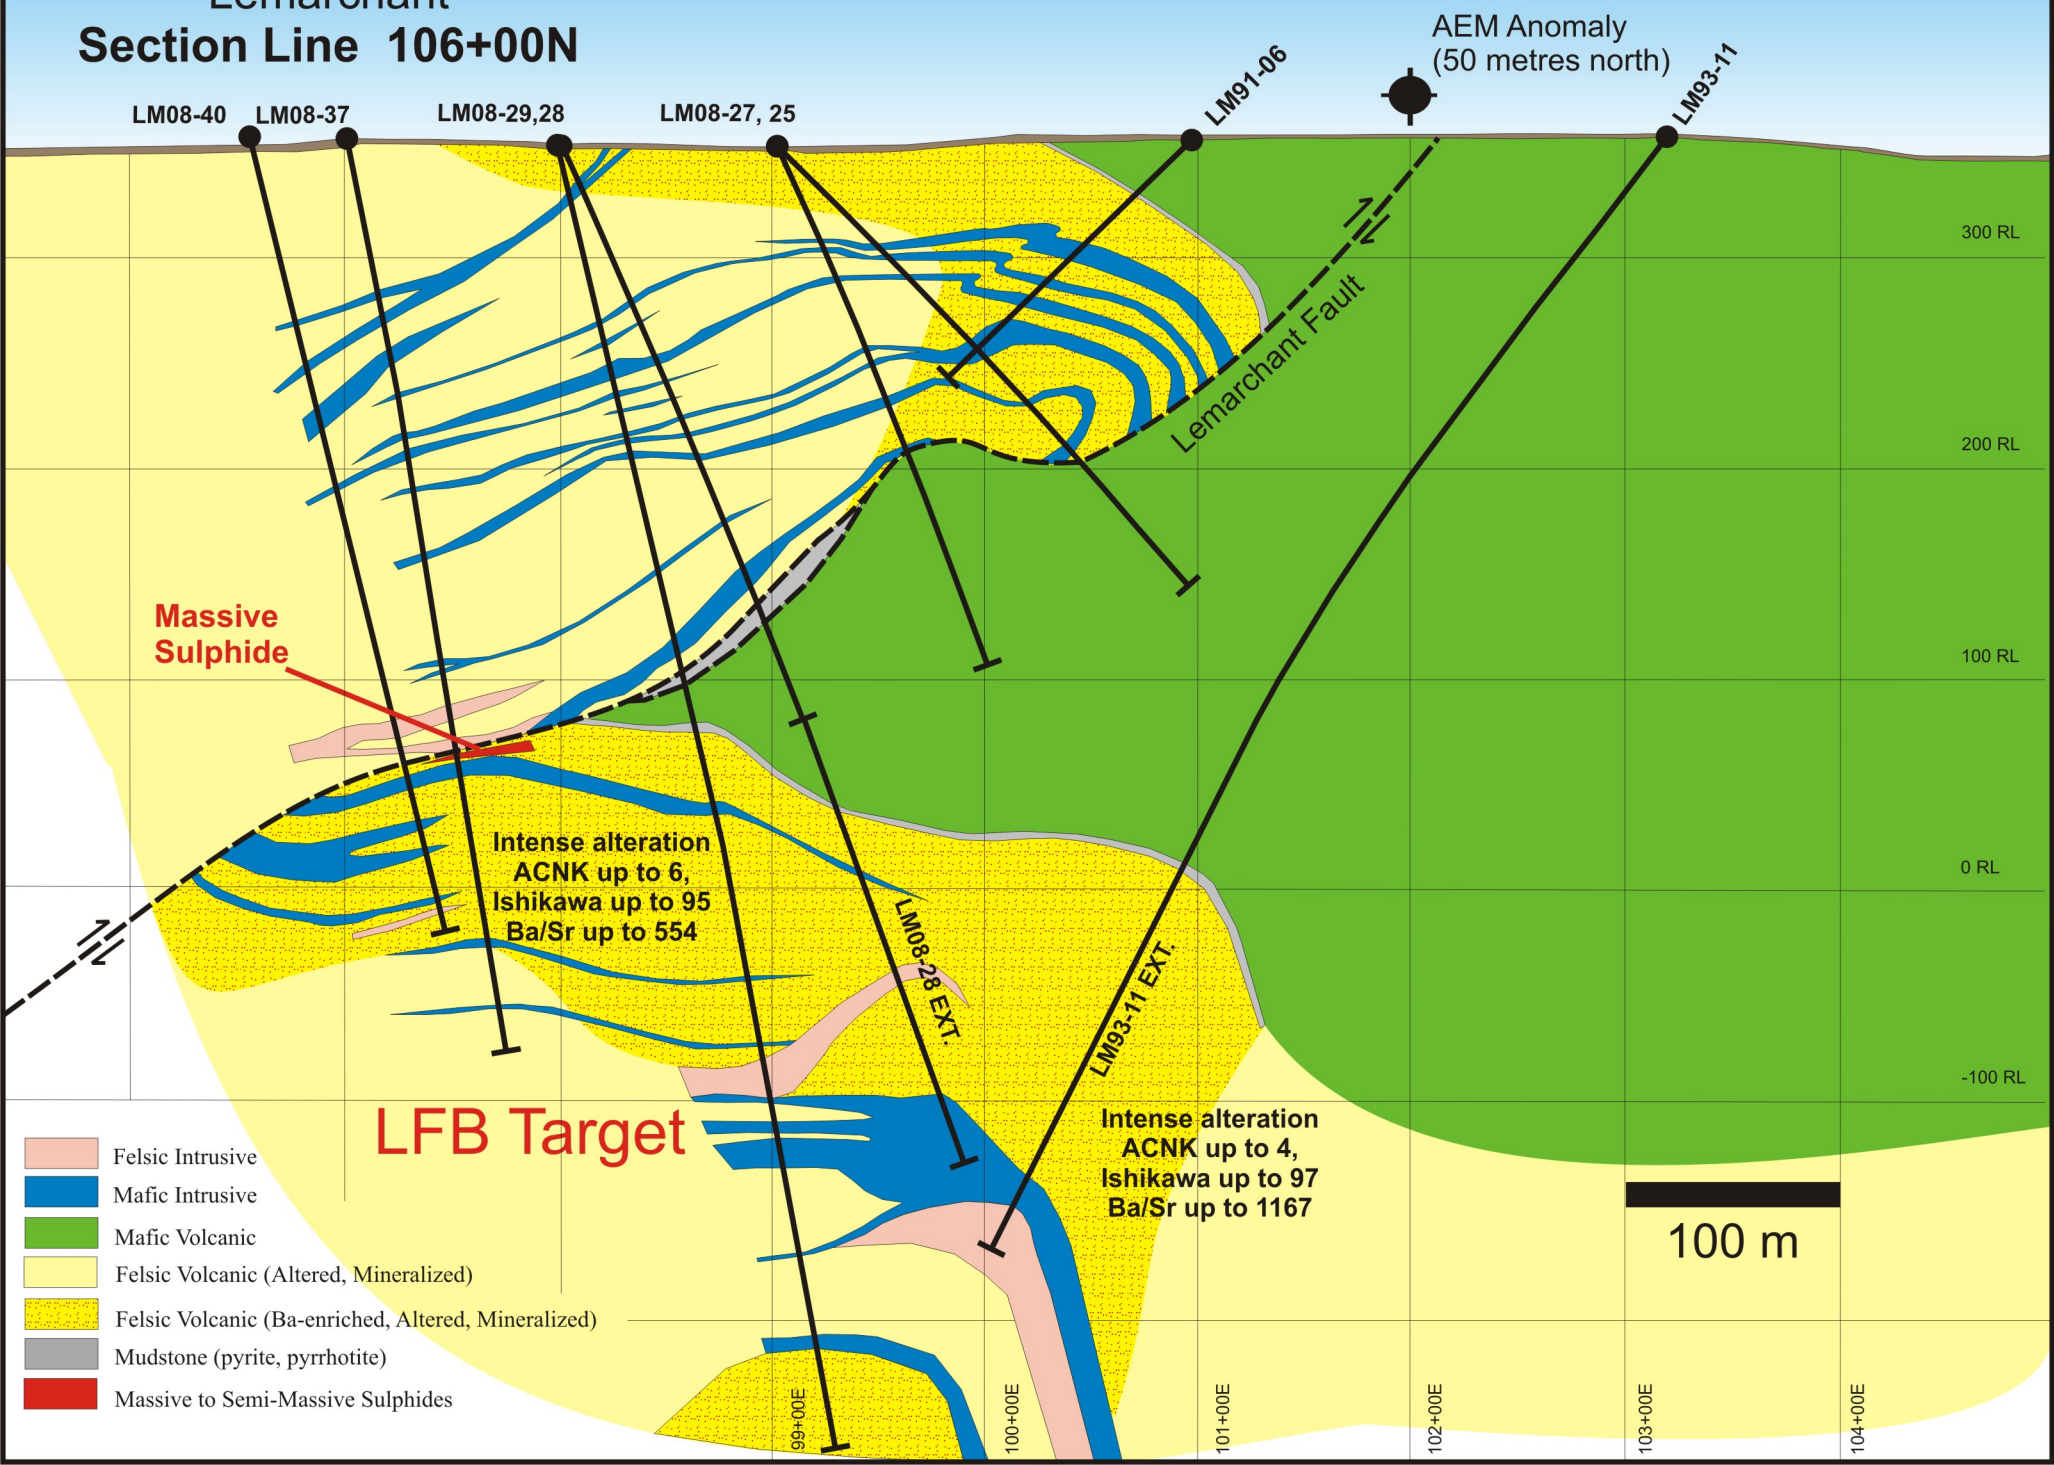 Lemarchant
Section Line 106+00N
AEM Anomaly
(50 metres north)
LM08-40
LM08-37
LM08-29,28
LM08-27, 25
LM91-06
LM93-11
300 RL
Lemarchant Fault
200 RL
Massive
Sulphide
100 RL
Intense alteration
ACNK up to 6,
Ishikawa up to 95
Ba/Sr up to 554
0 RL
LM08-28 EXT.
LM93-11 EXT.
-100 RL
LFB Target
Intense alteration
ACNK up to 4,
Ishikawa up to 97
Ba/Sr up to 1167
Felsic Intrusive
Mafic Intrusive
Mafic Volcanic
Felsic Volcanic (Altered, Mineralized)
Felsic Volcanic (Ba-enriched, Altered, Mineralized)
Mudstone (pyrite, pyrrhotite)
Massive to Semi-Massive Sulphides
100 m
99+00E
100+00E
101+00E
102+00E
103+00E
104+00E